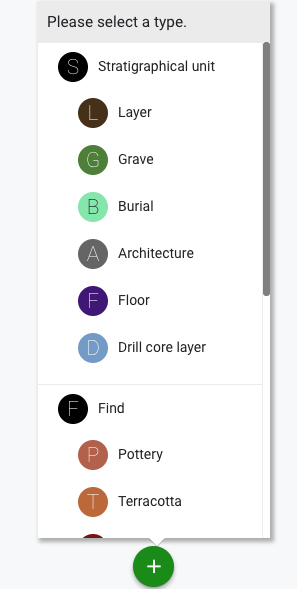 Please select a type.
S Stratigraphical unit
L Layer
G Grave
B Burial
A Architecture
F Floor
D Drill core layer
F Find
P Pottery
T Terracotta
+